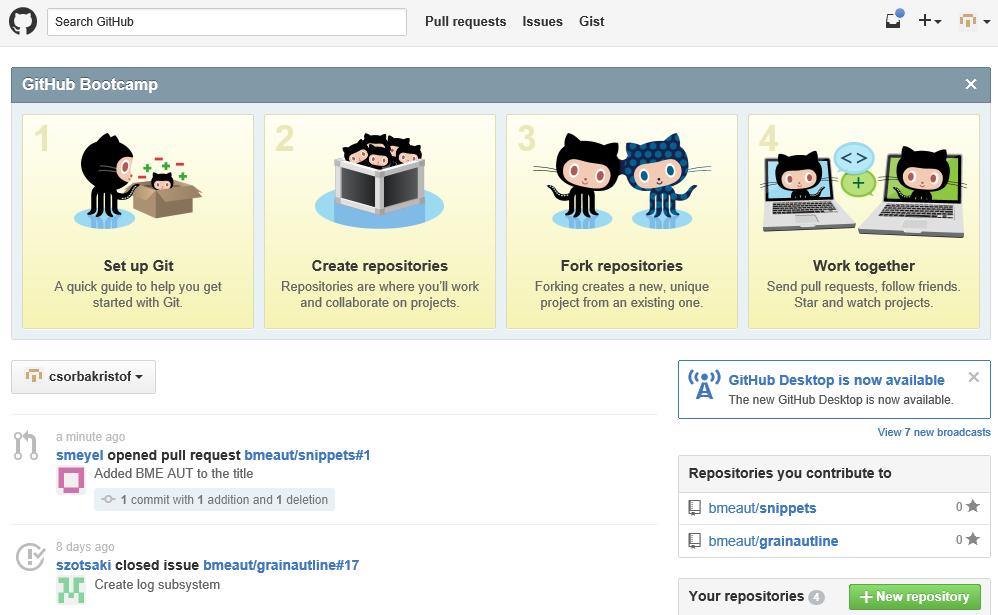 Search GitHub
Pull requests
Issues
Gist
GitHub Bootcamp
1
Set up Git
A quick guide to help you get
started with Git.
2
Create repositories
Repositories are where you'll work
and collaborate on projects.
3
Fork repositories
Forking creates a new, unique
project from an existing one.
4
Work together
Send pull requests, follow friends.
Star and watch projects.
csorbakristof
a minute ago
smeyel opened pull request bmeaut/snippets#1
Added BME AUT to the title
1 commit with 1 addition and 1 deletion
8 days ago
szotsaki closed issue bmeaut/grainautline#17
Create log subsystem
GitHub Desktop is now available
The new GitHub Desktop is now available.
View 7 new broadcasts
Repositories you contribute to
bmeaut/snippets 0
bmeaut/grainautline 0
Your repositories 4
New repository